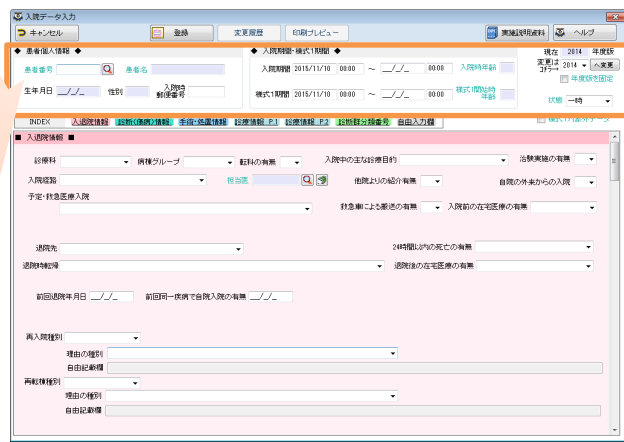 入院データ入力
キャンセル 登録 変更履歴 印刷プレビュー 実施説明資料 ヘルプ
◆ 患者個人情報 ◆ ◆ 入院期間・様式1期間 ◆ 現在 2014 年度版
患者番号 患者名 入院期間 2015/11/10 00:00 ～ __/_/_ 00:00 入院時年齢 変更は 2014 へ変更
コチラ→
年度版を固定
生年月日 __/_/_ 性別 入院時郵便番号 様式1期間 2015/11/10 00:00 ～ __/_/_ 00:00 様式1開始時年齢
状態 一時
INDEX 入退院情報 診断(傷病)情報 手術・処置情報 診療情報 P.1 診療情報 P.2 診断群分類番号 自由入力欄
■ 入退院情報 ■
診療科 病棟グループ 転科の有無 入院中の主な診療目的 治験実施の有無
入院経路 担当医 他院よりの紹介有無 自院の外来からの入院
予定・救急医療入院
救急車による搬送の有無 入院前の在宅医療の有無
退院先 24時間以内の死亡の有無
退院時転帰 退院後の在宅医療の有無
前回退院年月日 __/_/_ 前回同一疾病で自院入院の有無 __/_/_
再入院種別
理由の種別
自由記載欄
再転棟種別
理由の種別
自由記載欄